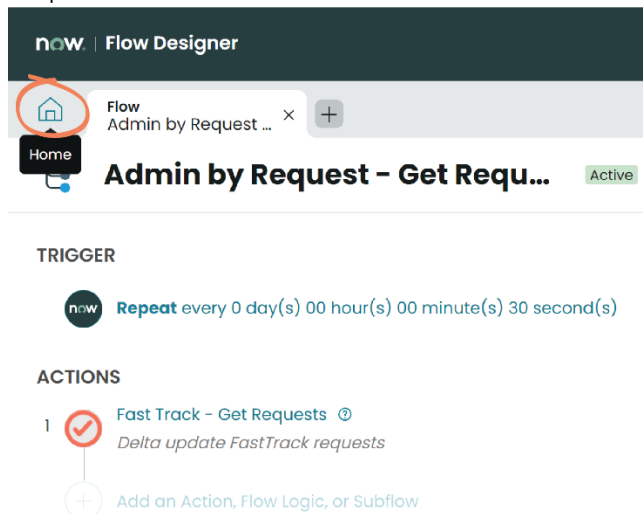 now. | Flow Designer
Flow
Admin by Request ...
Home
Admin by Request - Get Requ...
Active
TRIGGER
now
Repeat every 0 day(s) 00 hour(s) 00 minute(s) 30 second(s)
ACTIONS
1
Fast Track - Get Requests
Delta update FastTrack requests
Add an Action, Flow Logic, or Subflow